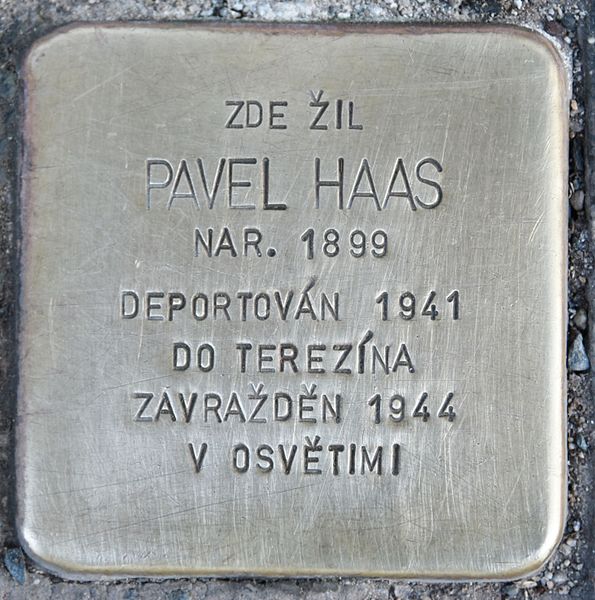 ZDE ŽIL
PAVEL HAAS
NAR. 1899
DEPORTOVÁN 1941
DO TEREZÍNA
ZAVRAŽDĚN 1944
V OSVĚTIMI